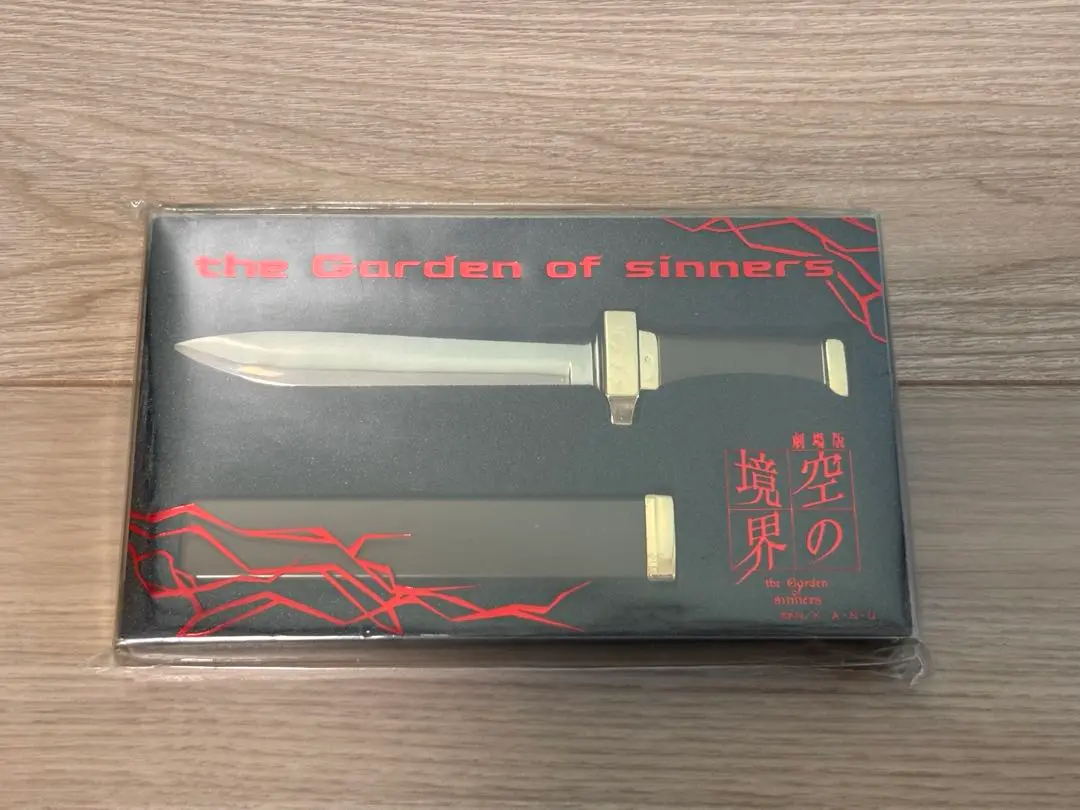 the Garden of sinners
劇場版
空の
境界
the Garden
of
sinners